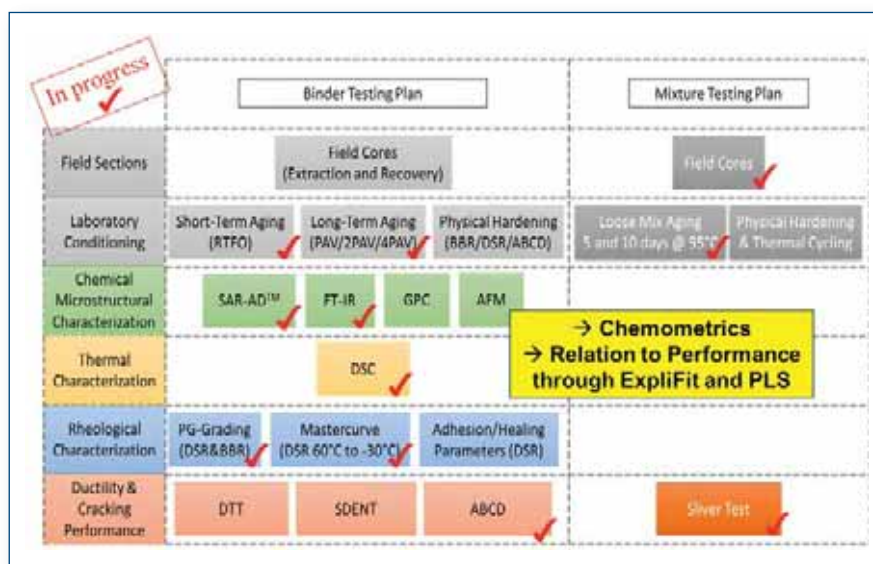 In progress
Binder Testing Plan
Mixture Testing Plan
Field Sections
Field Cores
(Extraction and Recovery)
Field Cores
Laboratory
Conditioning
Short-Term Aging
(RTFO)
Long-Term Aging
(PAV/2PAV/4PAV)
Physical Hardening
(BBR/DSR/ABCD)
Loose Mix Aging
5 and 10 days @ 95°C
Physical Hardening
& Thermal Cycling
Chemical
Microstructural
Characterization
SAR-AD™
FT-IR
GPC
AFM
→ Chemometrics
→ Relation to Performance
through ExpliFit and PLS
Thermal
Characterization
DSC
Rheological
Characterization
PG-Grading
(DSR&BBR)
Mastercurve
(DSR 60°C to -30°C)
Adhesion/Healing
Parameters (DSR)
Ductility &
Cracking
Performance
DTT
SDENT
ABCD
Sliver Test